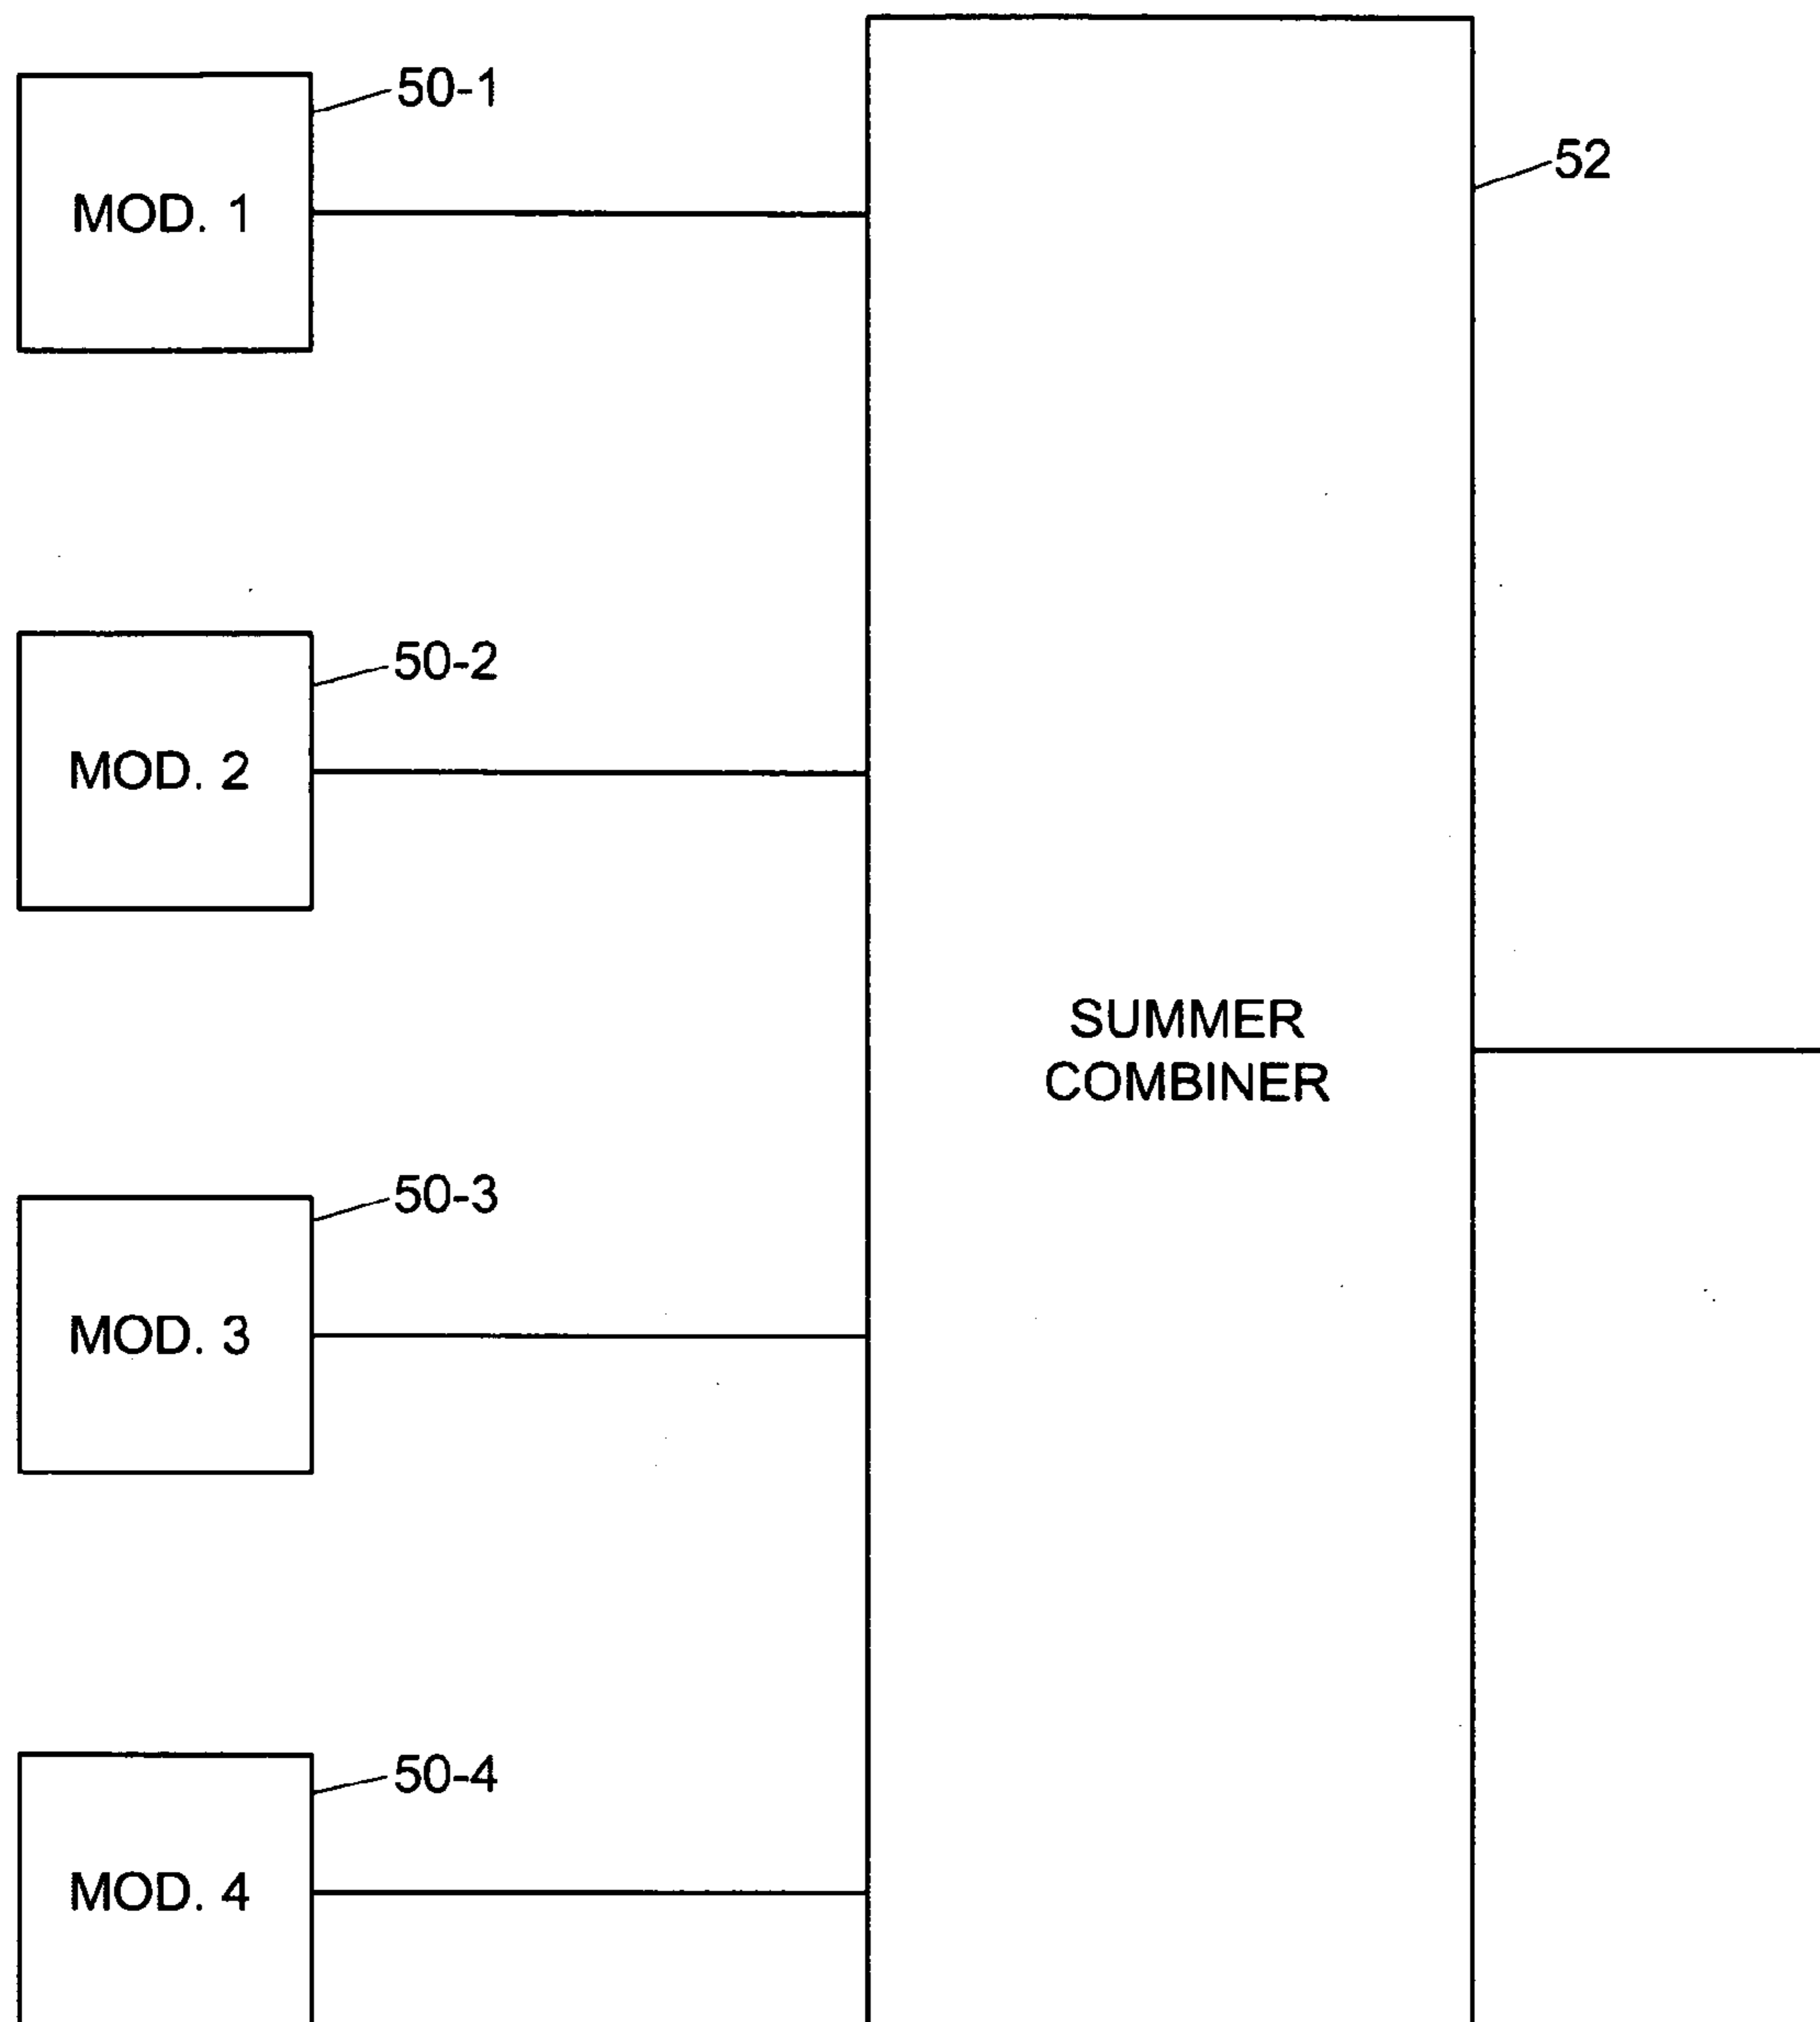 50-1
MOD. 1
52
50-2
MOD. 2
SUMMER
COMBINER
50-3
MOD. 3
50-4
MOD. 4